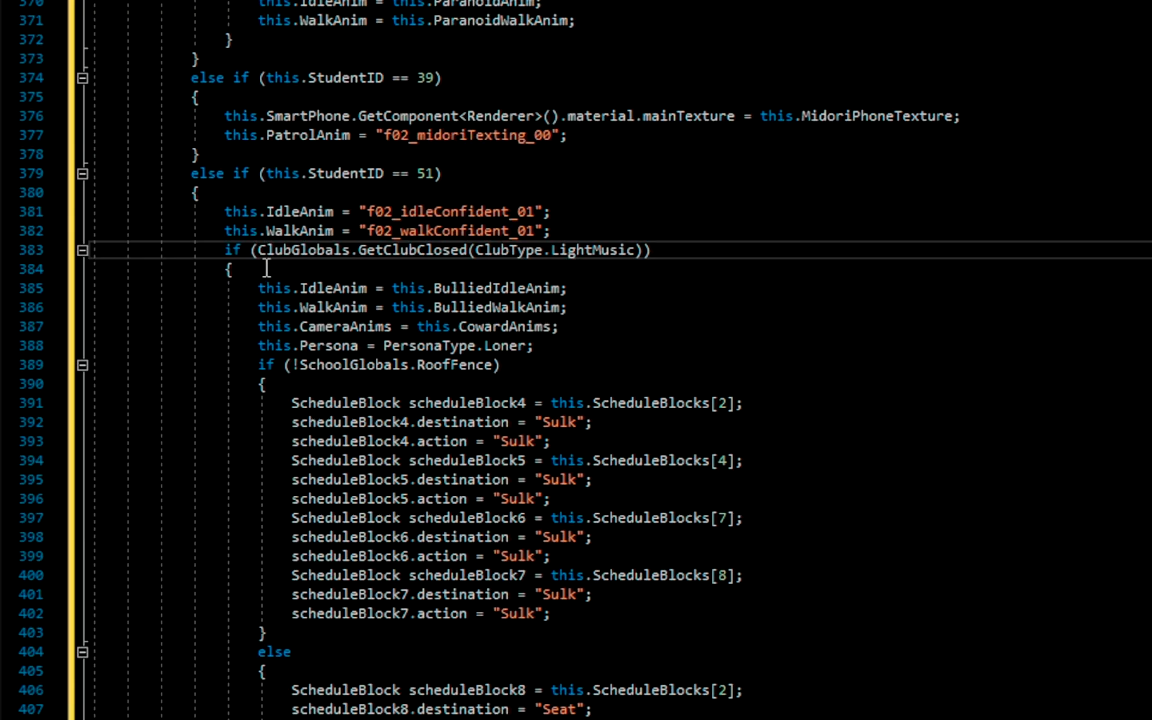 370 this.IdleAnim = this.ParanoidAnim;
371 this.WalkAnim = this.ParanoidWalkAnim;
372 }
373 }
374 else if (this.StudentID == 39)
375 {
376 this.SmartPhone.GetComponent<Renderer>().material.mainTexture = this.MidoriPhoneTexture;
377 this.PatrolAnim = "f02_midoriTexting_00";
378 }
379 else if (this.StudentID == 51)
380 {
381 this.IdleAnim = "f02_idleConfident_01";
382 this.WalkAnim = "f02_walkConfident_01";
383 if (ClubGlobals.GetClubClosed(ClubType.LightMusic))
384 {
385 this.IdleAnim = this.BulliedIdleAnim;
386 this.WalkAnim = this.BulliedWalkAnim;
387 this.CameraAnims = this.CowardAnims;
388 this.Persona = PersonaType.Loner;
389 if (!SchoolGlobals.RoofFence)
390 {
391 ScheduleBlock scheduleBlock4 = this.ScheduleBlocks[2];
392 scheduleBlock4.destination = "Sulk";
393 scheduleBlock4.action = "Sulk";
394 ScheduleBlock scheduleBlock5 = this.ScheduleBlocks[4];
395 scheduleBlock5.destination = "Sulk";
396 scheduleBlock5.action = "Sulk";
397 ScheduleBlock scheduleBlock6 = this.ScheduleBlocks[7];
398 scheduleBlock6.destination = "Sulk";
399 scheduleBlock6.action = "Sulk";
400 ScheduleBlock scheduleBlock7 = this.ScheduleBlocks[8];
401 scheduleBlock7.destination = "Sulk";
402 scheduleBlock7.action = "Sulk";
403 }
404 else
405 {
406 ScheduleBlock scheduleBlock8 = this.ScheduleBlocks[2];
407 scheduleBlock8.destination = "Seat";